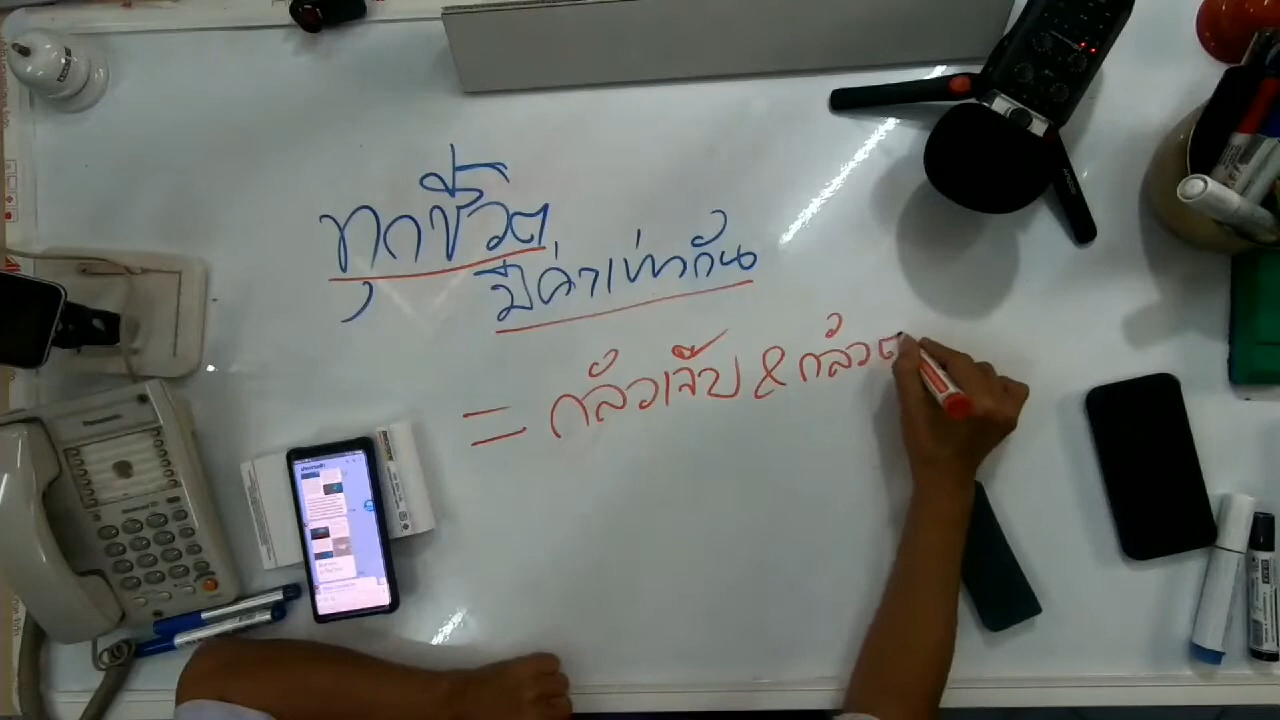 ทุกชีวิต
มีค่าเท่ากัน
= กลัวเจ็บ & กลัวต